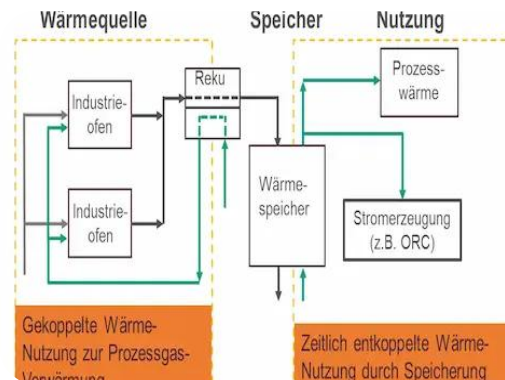 Wärmequelle
Speicher
Nutzung
Reku
Industrie-
ofen
Industrie-
ofen
Wärme-
speicher
Prozess-
wärme
Stromerzeugung
(z.B. ORC)
Gekoppelte Wärme-
Nutzung zur Prozessgas-
Vorwärmung
Zeitlich entkoppelte Wärme-
Nutzung durch Speicherung